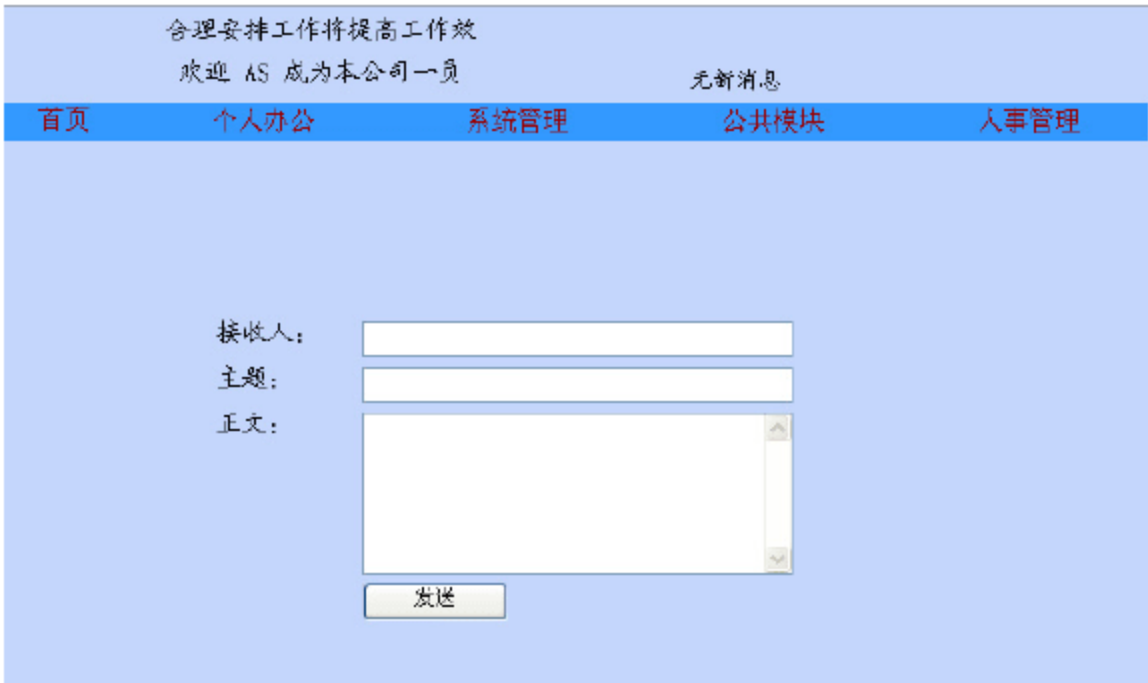 合理安排工作将提高工作效
欢迎 AS 成为本公司一员
无新消息
首页 个人办公 系统管理 公共模块 人事管理
接收人：
主题：
正文：
发送